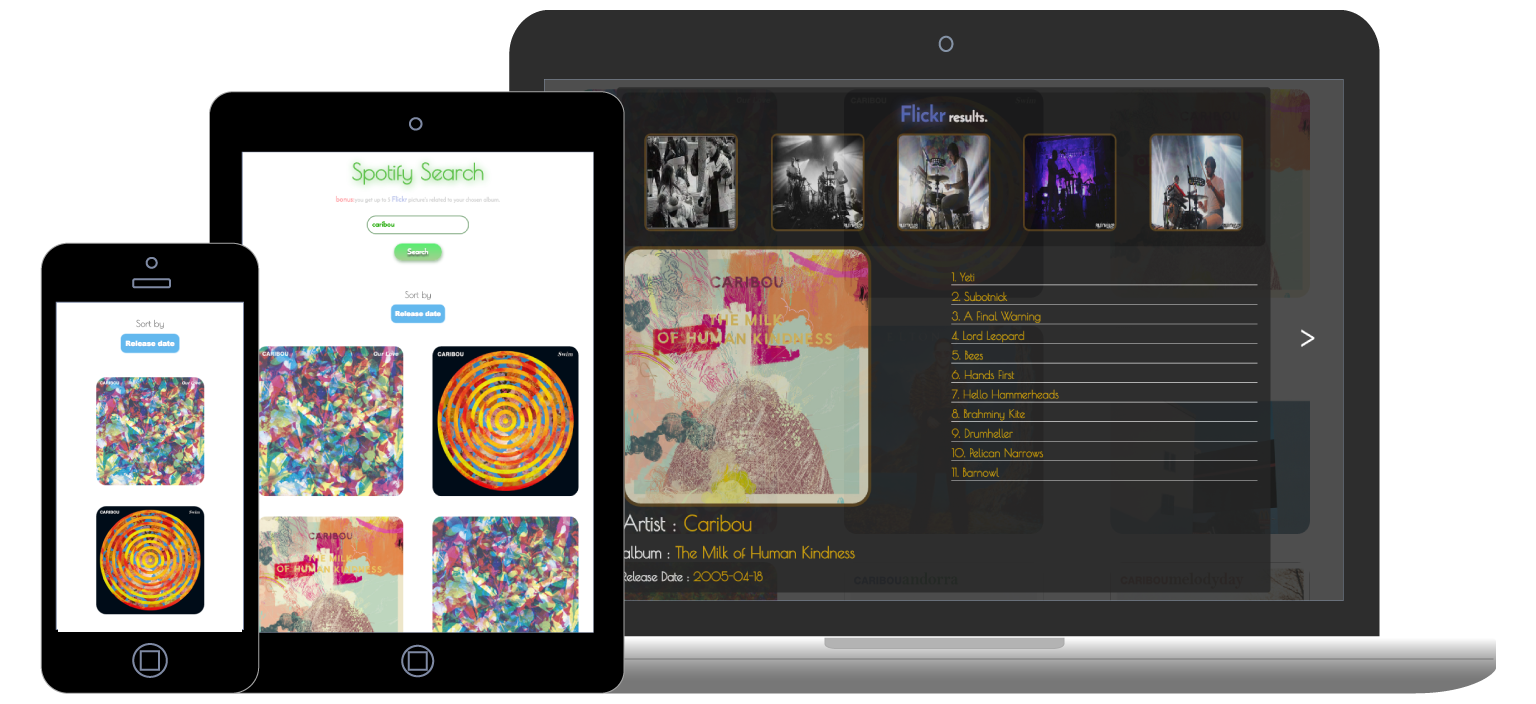 Sort by
Release date
CARIBOU Our Love
CARIBOU Swim
Spotify Search
bonus you get up to 5 Flickr picture's related to your chosen album.
caribou
Search
Sort by
Release date
CARIBOU Our Love
CARIBOU Swim
CARIBOU
THE MILK
OF HUMAN KINDNESS
Flickr results.
CARIBOU
THE MILK
OF HUMAN KINDNESS
1. Yeti
2. Subotnick
3. A Final Warning
4. Lord Leopard
5. Bees
6. Hands First
7. Hello Hammerheads
8. Brahminy Kite
9. Drumheller
10. Pelican Narrows
11. Barnowl
>
Artist : Caribou
album : The Milk of Human Kindness
Release Date : 2005-04-18
CARIBOU andorra
CARIBOU melodyday